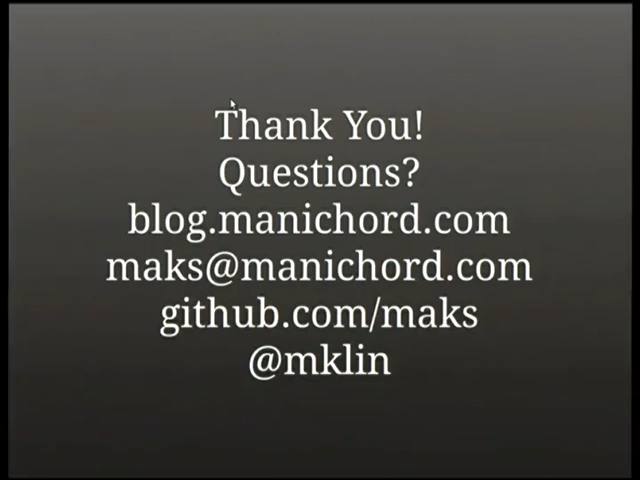 Thank You!
Questions?
blog.manichord.com
maks@manichord.com
github.com/maks
@mklin